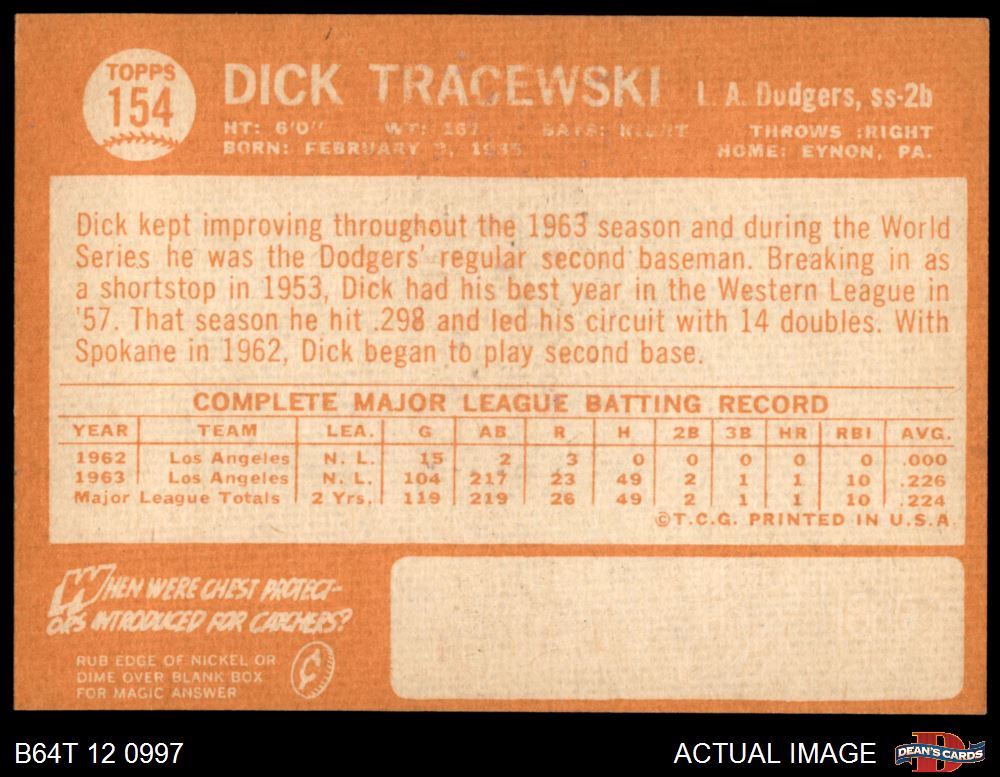 TOPPS
154
DICK TRACEWSKI L. A. Dodgers, ss-2b
HT: 6'0" WT: 167 BATS: RIGHT THROWS :RIGHT
BORN: FEBRUARY 3, 1935 HOME: EYNON, PA.
Dick kept improving throughout the 1963 season and during the World
Series he was the Dodgers' regular second baseman. Breaking in as
a shortstop in 1953, Dick had his best year in the Western League in
'57. That season he hit .298 and led his circuit with 14 doubles. With
Spokane in 1962, Dick began to play second base.
COMPLETE MAJOR LEAGUE BATTING RECORD
YEAR TEAM LEA. G AB R H 2B 3B HR RBI AVG.
1962 Los Angeles N. L. 15 2 3 0 0 0 0 0 .000
1963 Los Angeles N. L. 104 217 23 49 2 1 1 10 .226
Major League Totals 2 Yrs. 119 219 26 49 2 1 1 10 .224
©T.C.G. PRINTED IN U.S.A.
WHEN WERE CHEST PROTECT-
ORS INTRODUCED FOR CATCHERS?
RUB EDGE OF NICKEL OR
DIME OVER BLANK BOX
FOR MAGIC ANSWER
B64T 12 0997
ACTUAL IMAGE
DEAN'S CARDS